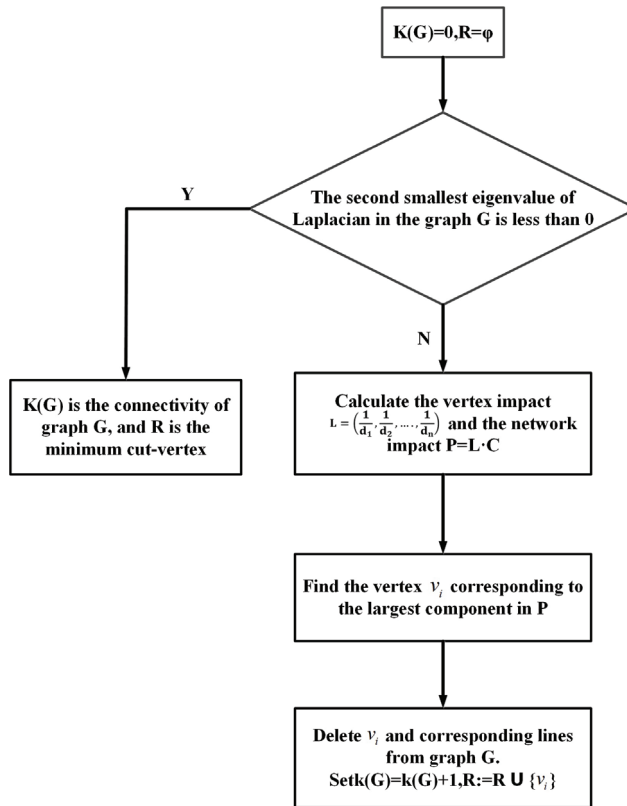 K(G)=0,R=φ
The second smallest eigenvalue of
Laplacian in the graph G is less than 0
Y
N
K(G) is the connectivity of
graph G, and R is the
minimum cut-vertex
Calculate the vertex impact
L = (1/d₁, 1/d₂, ...., 1/dₙ) and the network
impact P=L·C
Find the vertex vᵢ corresponding to
the largest component in P
Delete vᵢ and corresponding lines
from graph G.
Setk(G)=k(G)+1,R:=R U {vᵢ}